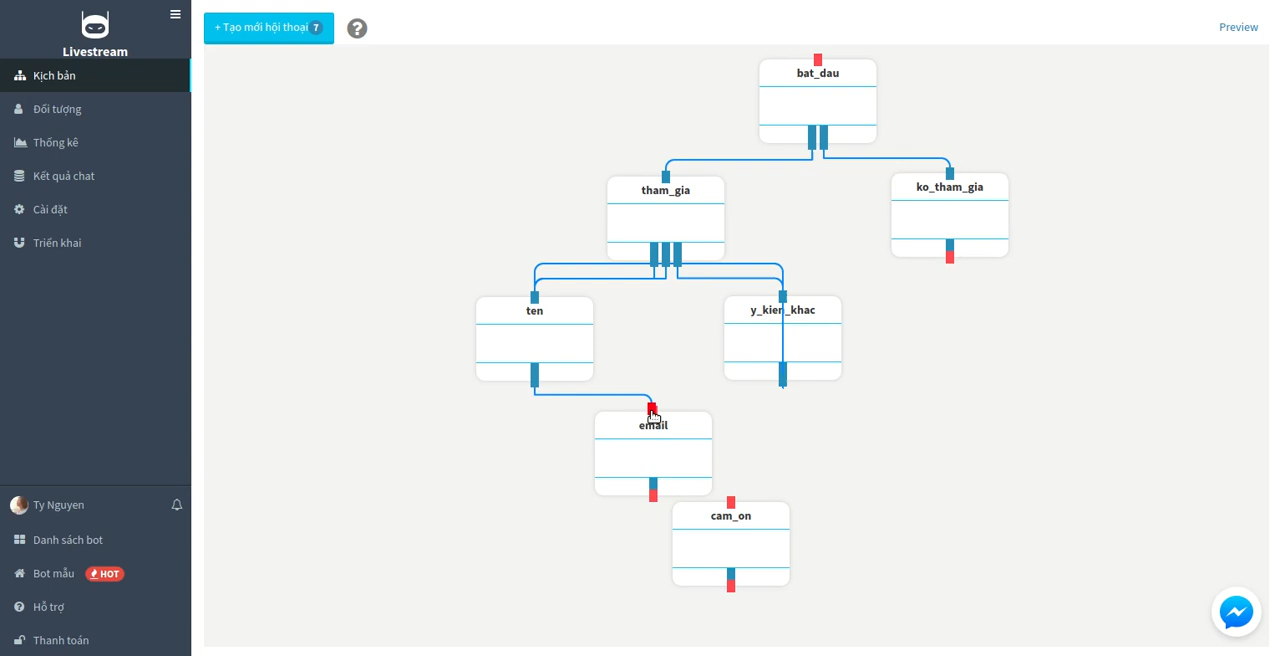 Livestream
Kịch bản
Đối tượng
Thống kê
Kết quả chat
Cài đặt
Triển khai
Ty Nguyen
Danh sách bot
Bot mẫu HOT
Hỗ trợ
Thanh toán
+ Tạo mới hội thoại 7
?
Preview
bat_dau
tham_gia
ko_tham_gia
ten
y_kien_khac
email
cam_on